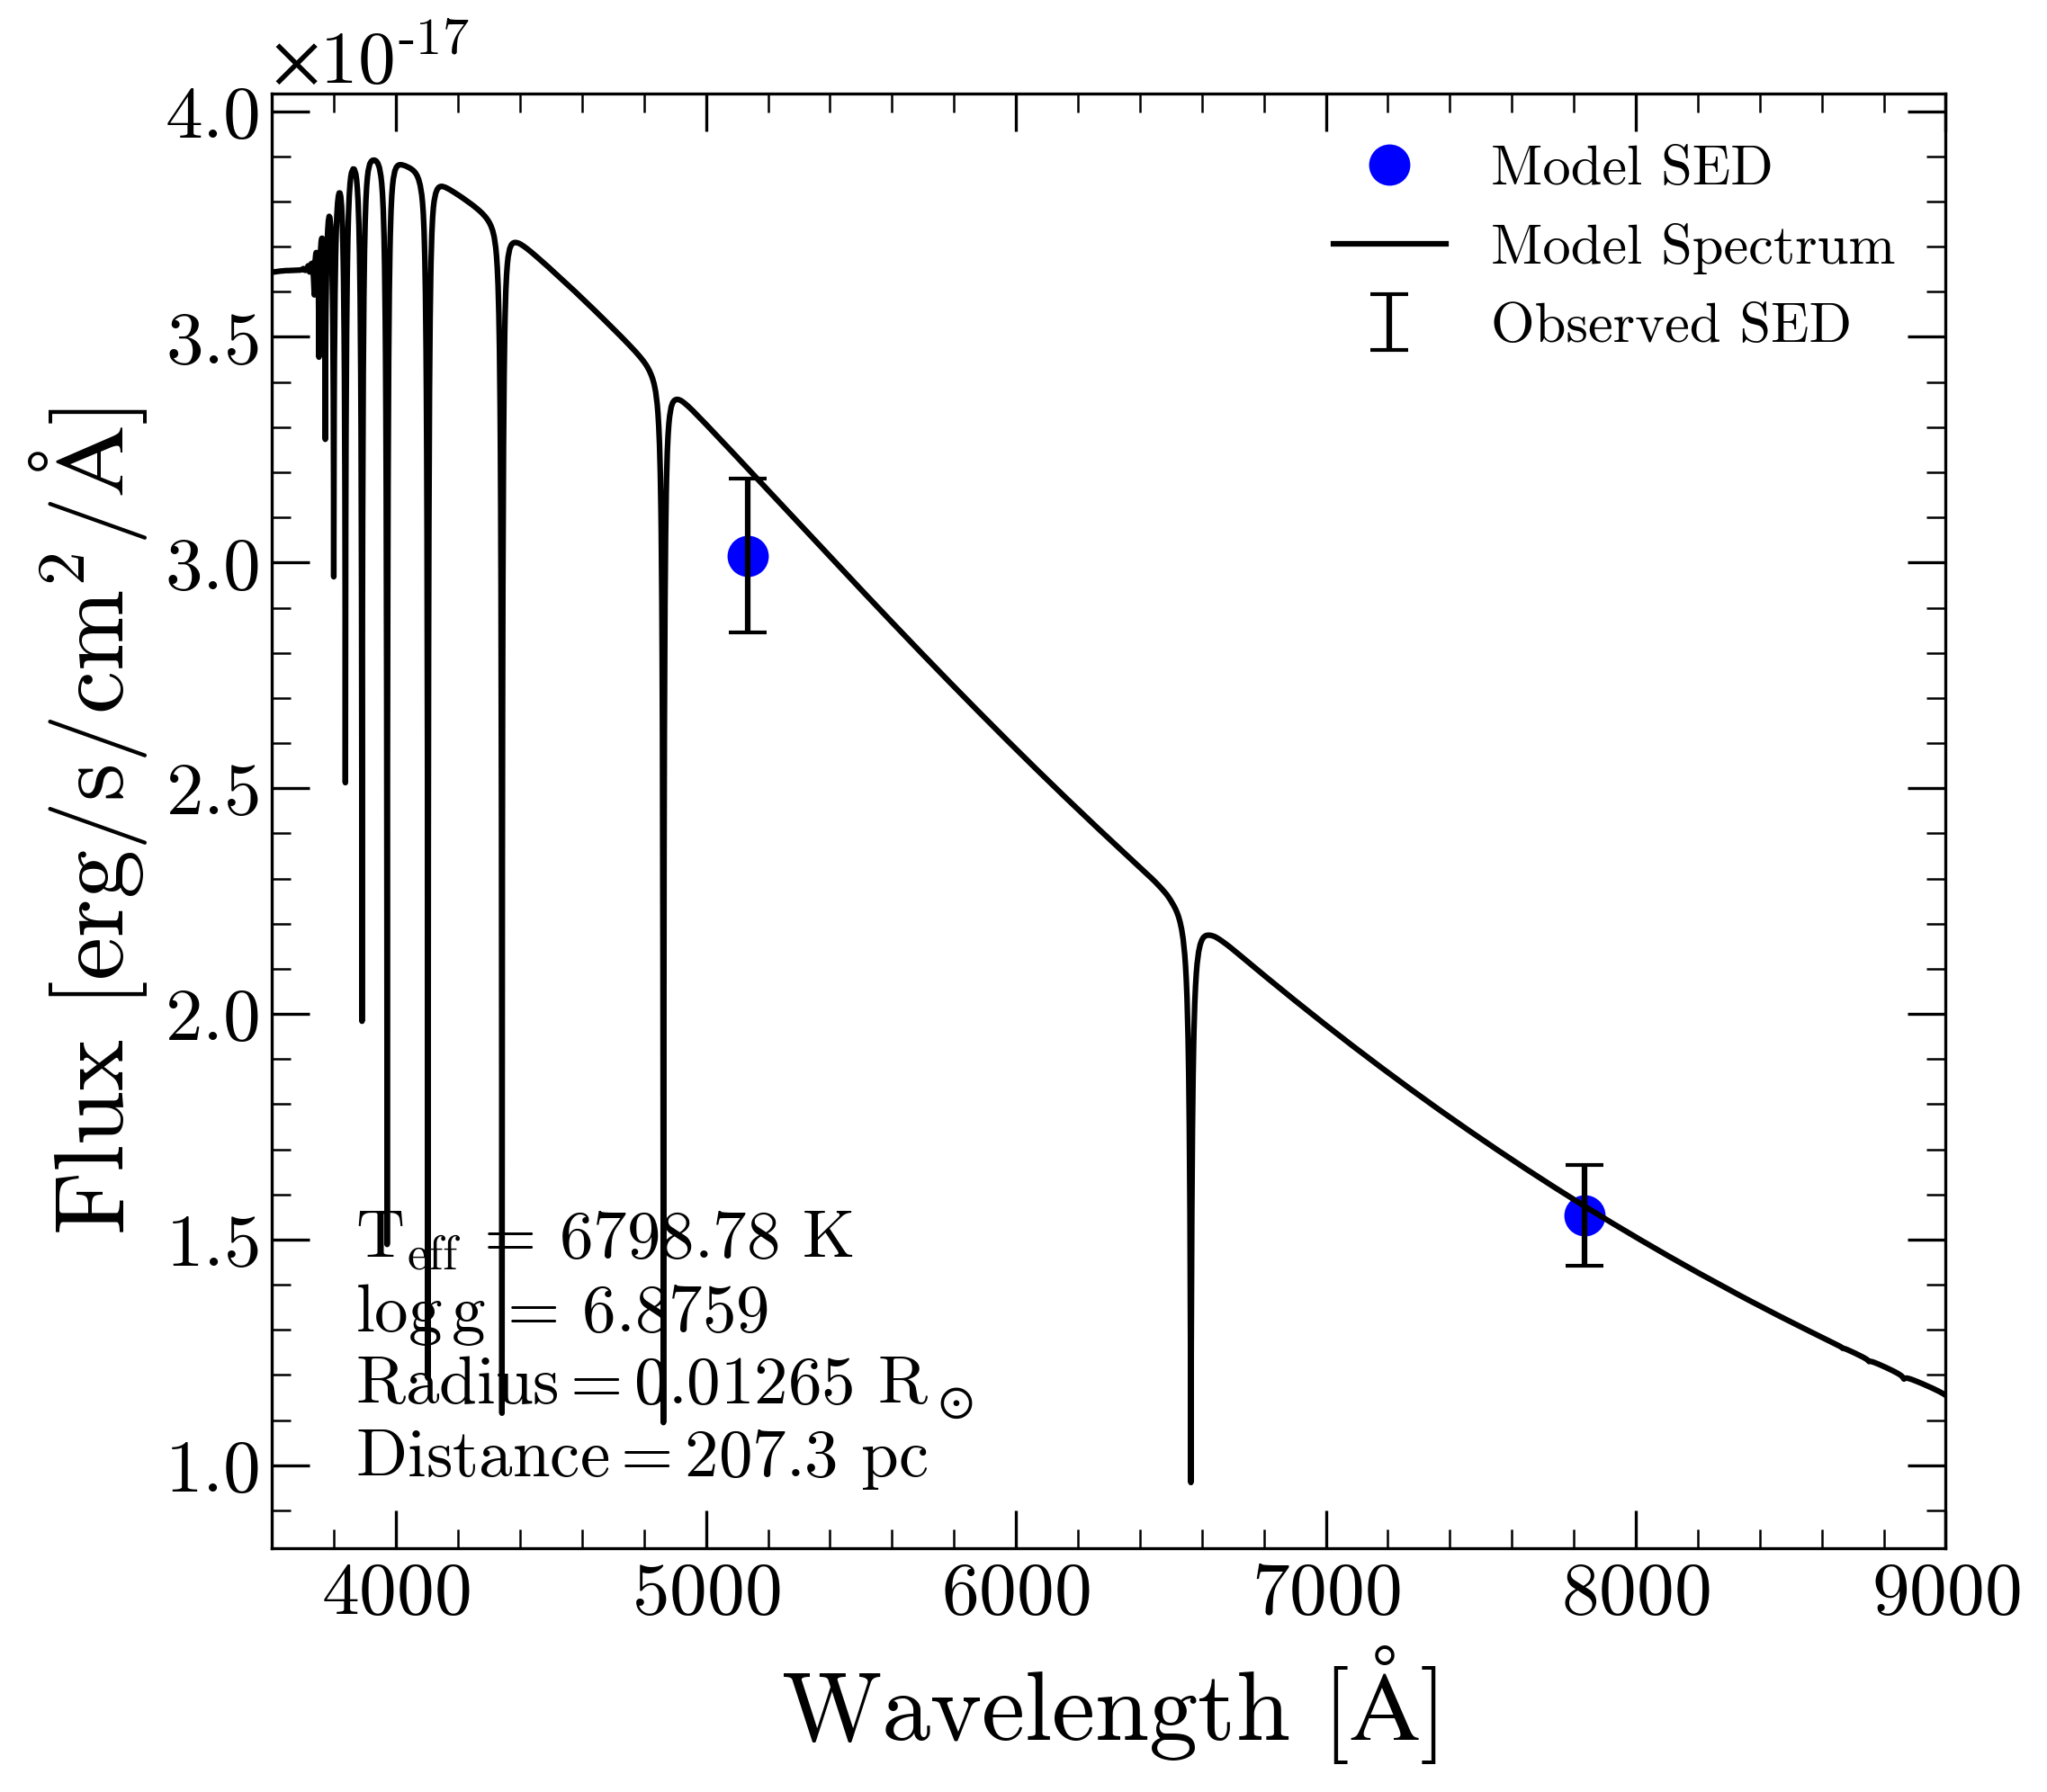 ×10-17
4.0
3.5
3.0
2.5
2.0
1.5
1.0
Flux [erg/s/cm2/Å]
Model SED
Model Spectrum
Observed SED
Teff = 6798.78 K
log g = 6.8759
Radius = 0.01265 R⊙
Distance = 207.3 pc
4000 5000 6000 7000 8000 9000
Wavelength [Å]